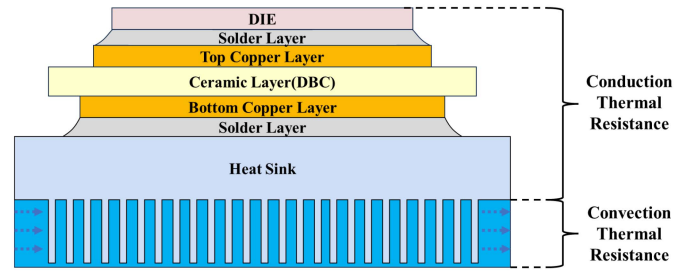 DIE
Solder Layer
Top Copper Layer
Ceramic Layer(DBC)
Bottom Copper Layer
Solder Layer
Heat Sink
Conduction
Thermal
Resistance
Convection
Thermal
Resistance